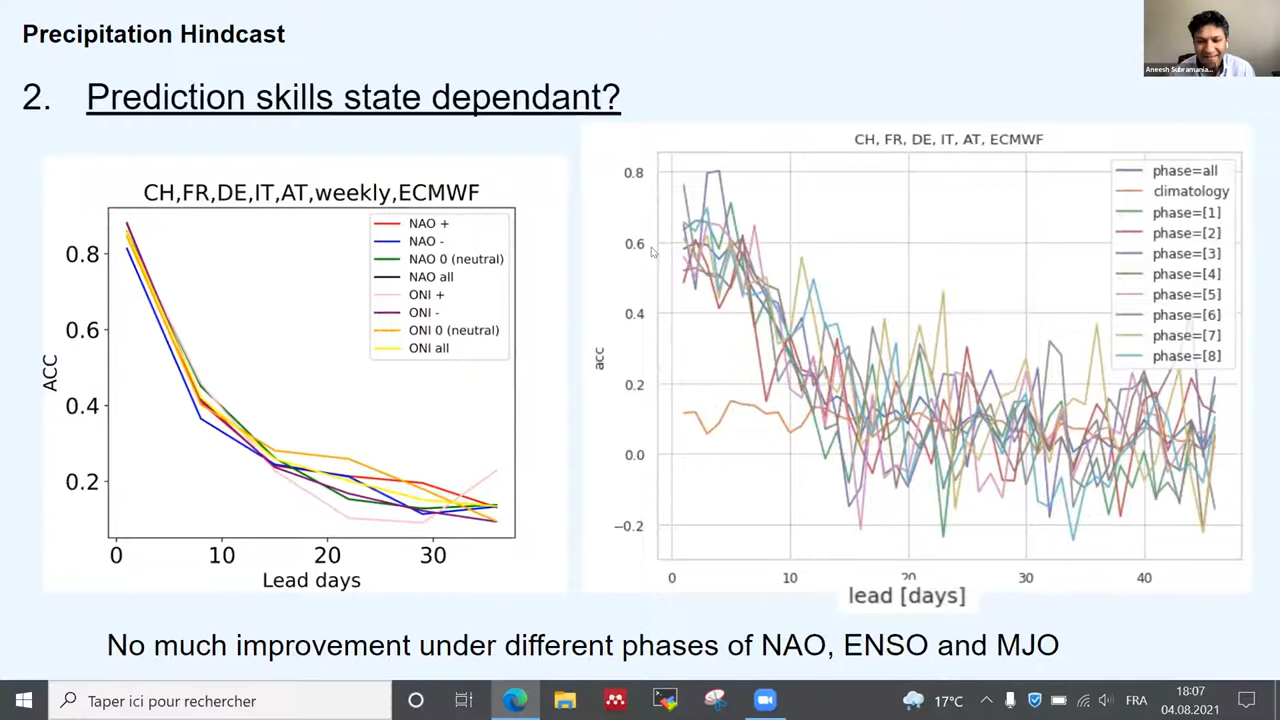 Precipitation Hindcast
Aneesh Subramania...
2. Prediction skills state dependant?
CH,FR,DE,IT,AT,weekly,ECMWF
NAO +
NAO -
NAO 0 (neutral)
NAO all
ONI +
ONI -
ONI 0 (neutral)
ONI all
ACC
0.8
0.6
0.4
0.2
0 10 20 30
Lead days
CH, FR, DE, IT, AT, ECMWF
phase=all
climatology
phase=[1]
phase=[2]
phase=[3]
phase=[4]
phase=[5]
phase=[6]
phase=[7]
phase=[8]
acc
0.8
0.6
0.4
0.2
0.0
−0.2
0 10 20 30 40
lead [days]
No much improvement under different phases of NAO, ENSO and MJO
Taper ici pour rechercher
17°C
FRA
18:07
04.08.2021